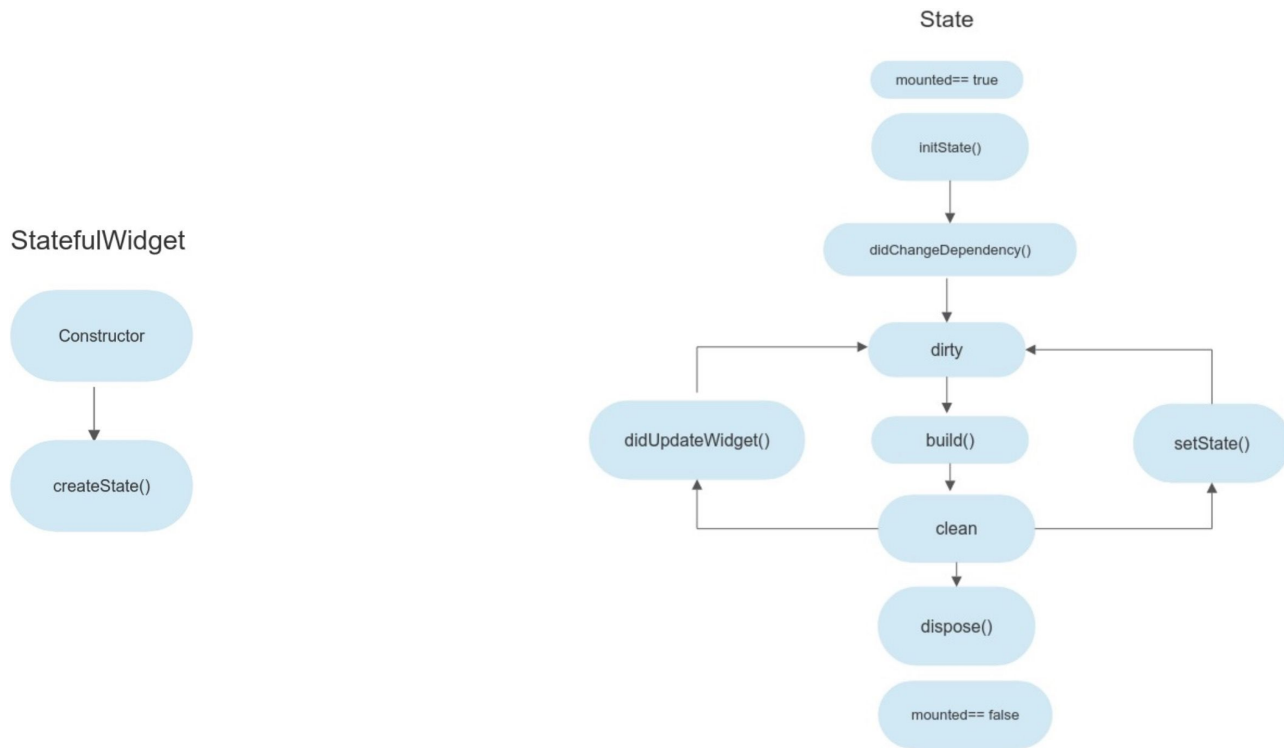 State
mounted== true
initState()
didChangeDependency()
StatefulWidget
Constructor
createState()
dirty
didUpdateWidget()
build()
setState()
clean
dispose()
mounted== false